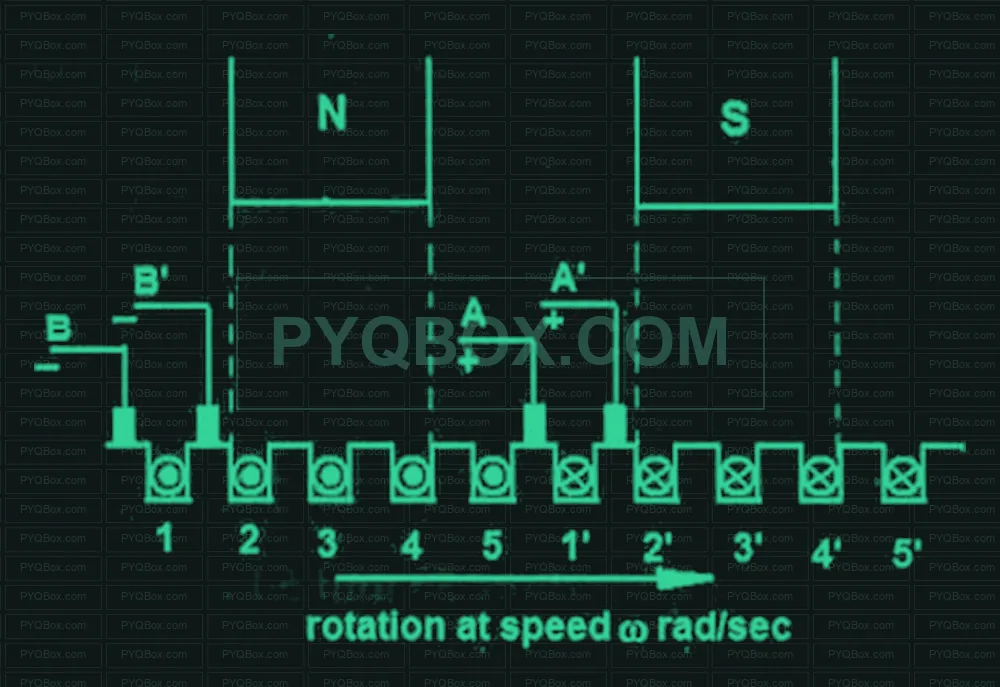 N S
B'
A'
B
A
PYQBOX.COM
1 2 3 4 5 1' 2' 3' 4' 5'
rotation at speed ω rad/sec